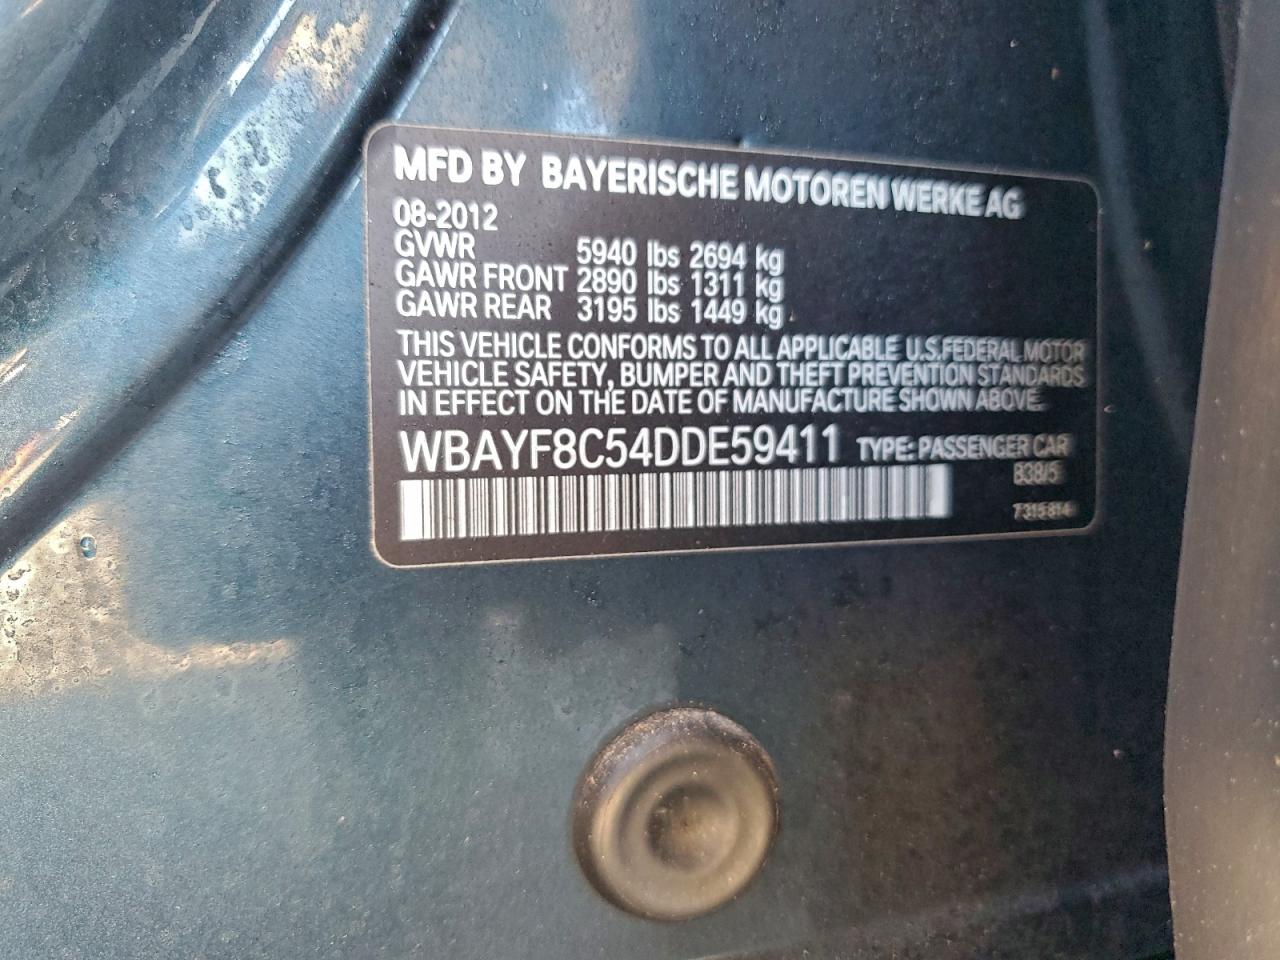 MFD BY BAYERISCHE MOTOREN WERKE AG
08-2012
GVWR 5940 lbs 2694 kg
GAWR FRONT 2890 lbs 1311 kg
GAWR REAR 3195 lbs 1449 kg
THIS VEHICLE CONFORMS TO ALL APPLICABLE U.S.FEDERAL MOTOR
VEHICLE SAFETY, BUMPER AND THEFT PREVENTION STANDARDS
IN EFFECT ON THE DATE OF MANUFACTURE SHOWN ABOVE.
WBAYF8C54DDE59411 TYPE: PASSENGER CAR
B38/5
7315814